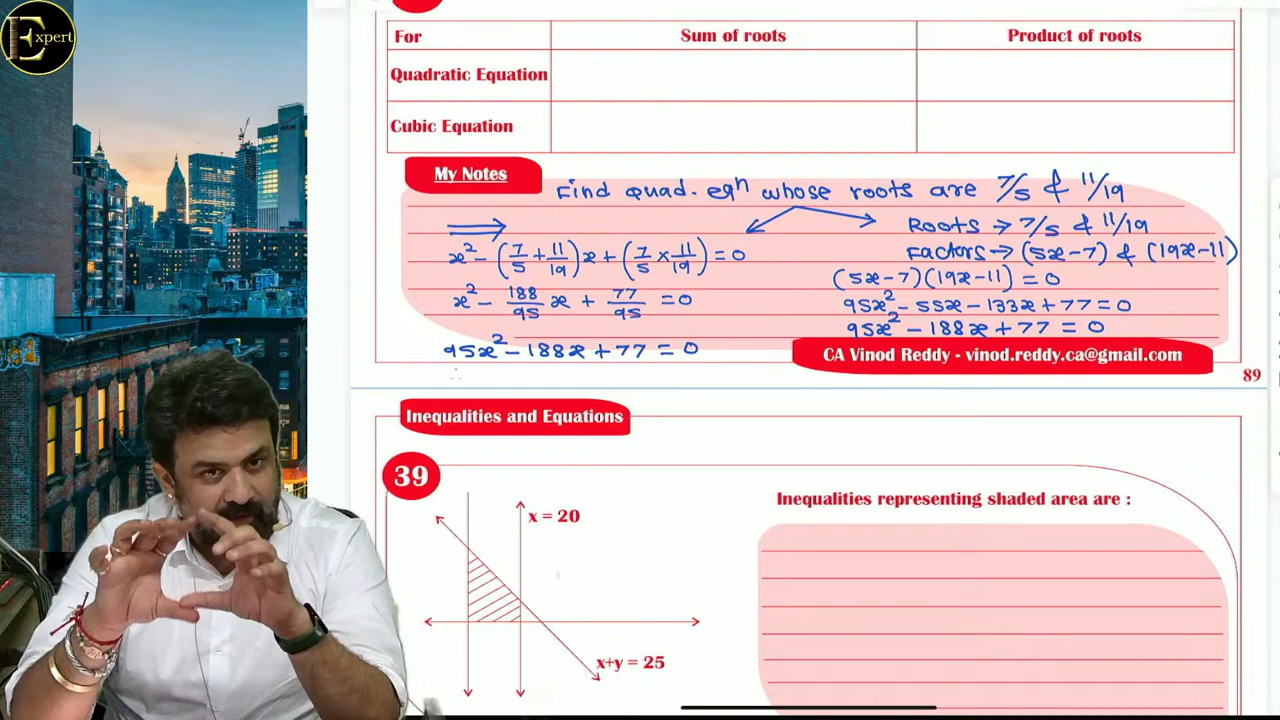 Expert
For Sum of roots Product of roots
Quadratic Equation
Cubic Equation
My Notes
Find quad. eqn whose roots are 7/5 & 11/19
x² - (7/5 + 11/19)x + (7/5 × 11/19) = 0
x² - 188/95 x + 77/95 = 0
95x² - 188x + 77 = 0
Roots → 7/5 & 11/19
Factors → (5x-7) & (19x-11)
(5x-7)(19x-11) = 0
95x² - 55x - 133x + 77 = 0
95x² - 188x + 77 = 0
CA Vinod Reddy - vinod.reddy.ca@gmail.com
89
Inequalities and Equations
39
x = 20
x+y = 25
Inequalities representing shaded area are :